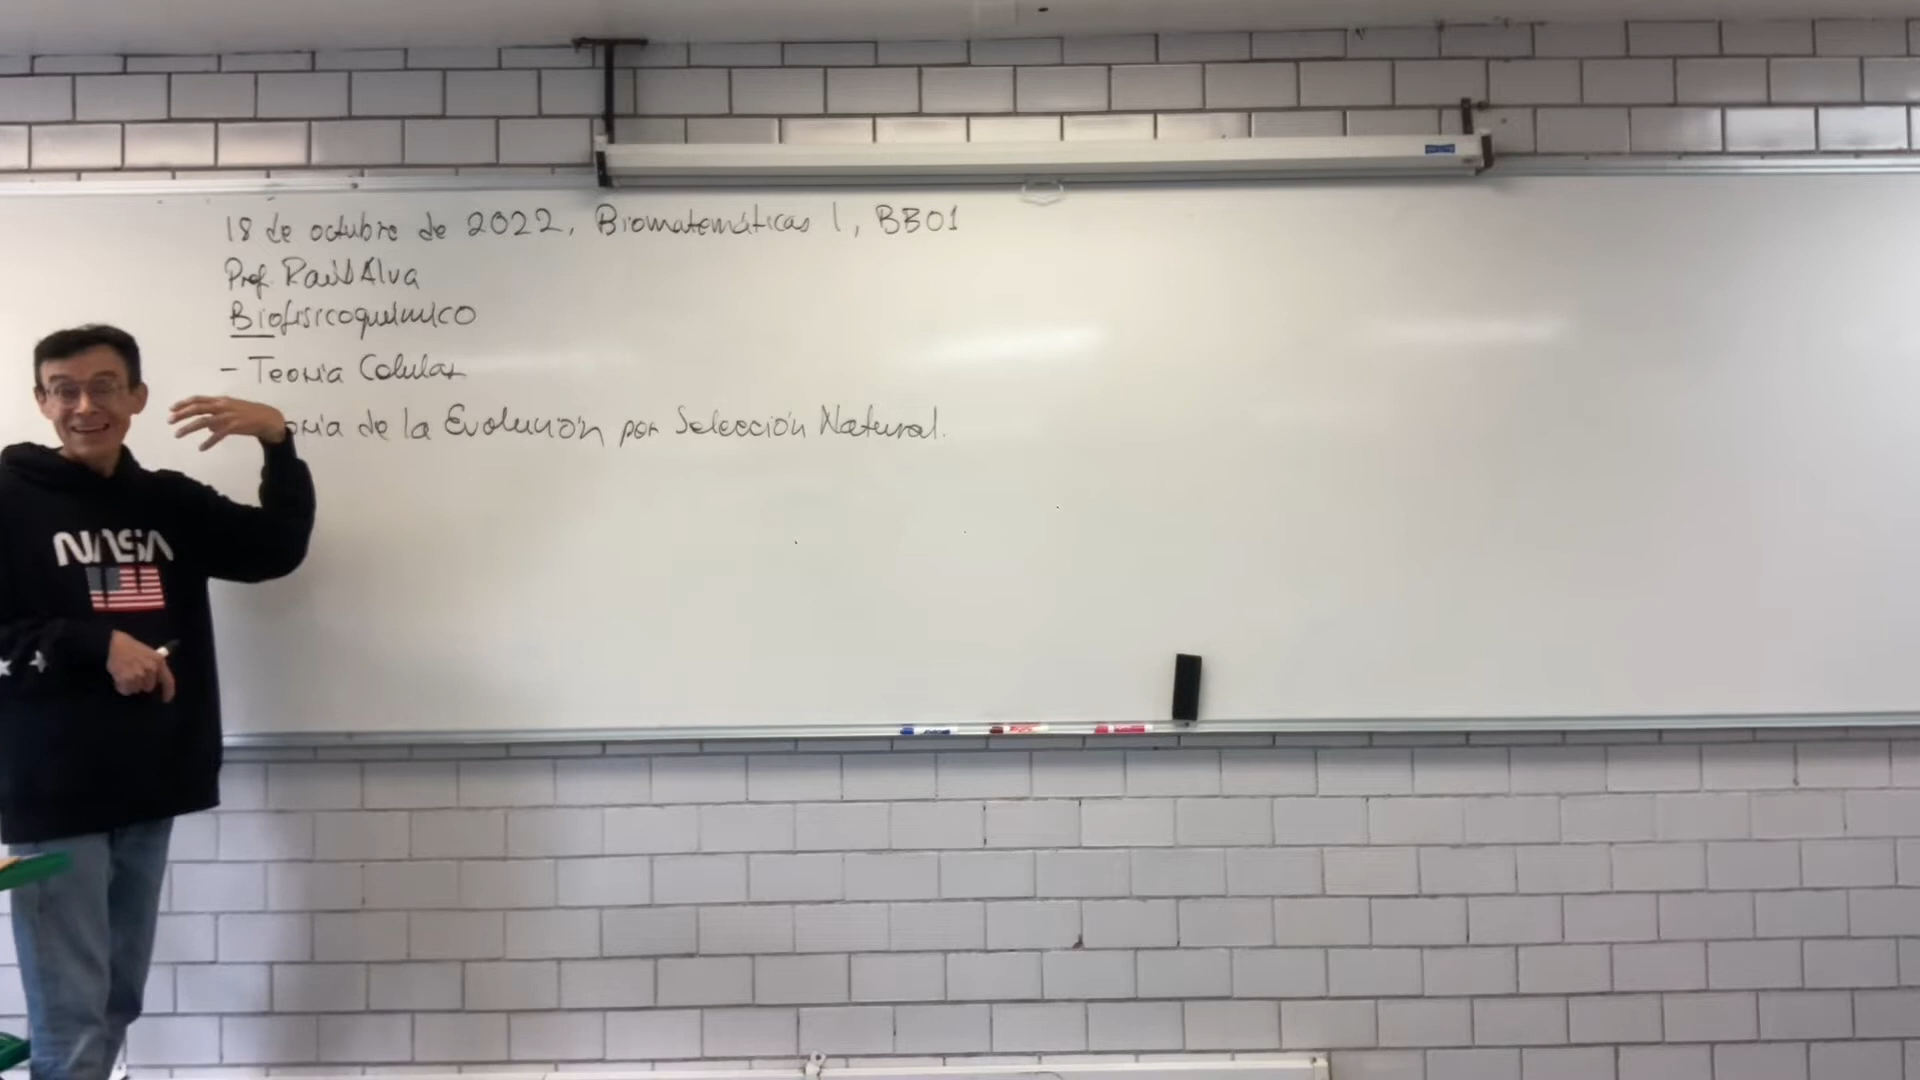 18 de octubre de 2022, Biomatemáticas I, BB01
Prof. Raúl Alva
Biofisicoquímico
- Teoría Celular
oría de la Evolución por Selección Natural.
NASA